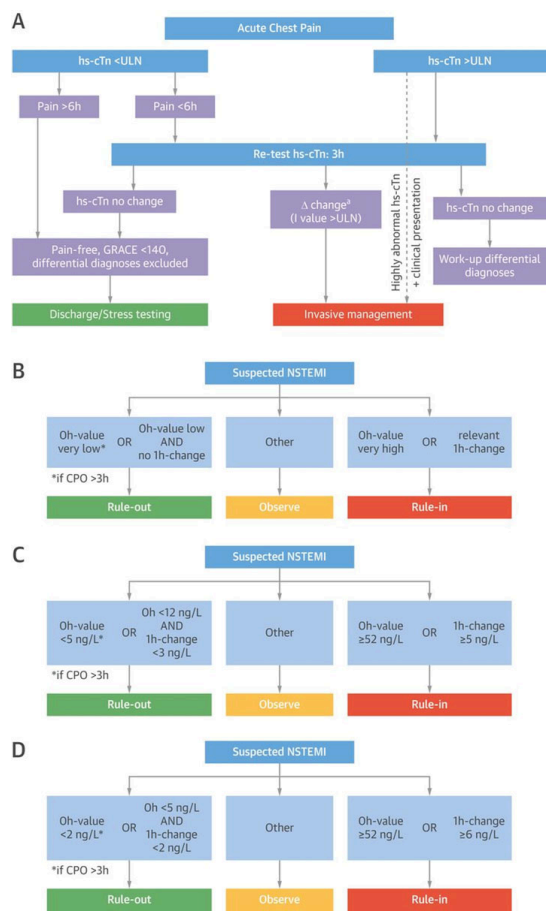 A
Acute Chest Pain
hs-cTn <ULN
hs-cTn >ULN
Pain >6h
Pain <6h
Re-test hs-cTn: 3h
hs-cTn no change
Δ changeᵃ
(1 value >ULN)
Highly abnormal hs-cTn
+ clinical presentation
hs-cTn no change
Pain-free, GRACE <140,
differential diagnoses excluded
Work-up differential
diagnoses
Discharge/Stress testing
Invasive management
B
Suspected NSTEMI
0h-value
very low*
OR
0h-value low
AND
no 1h-change
Other
0h-value
very high
OR
relevant
1h-change
*if CPO >3h
Rule-out
Observe
Rule-in
C
Suspected NSTEMI
0h-value
<5 ng/L*
OR
0h <12 ng/L
AND
1h-change
<3 ng/L
Other
0h-value
≥52 ng/L
OR
1h-change
≥5 ng/L
*if CPO >3h
Rule-out
Observe
Rule-in
D
Suspected NSTEMI
0h-value
<2 ng/L*
OR
0h <5 ng/L
AND
1h-change
<2 ng/L
Other
0h-value
≥52 ng/L
OR
1h-change
≥6 ng/L
*if CPO >3h
Rule-out
Observe
Rule-in